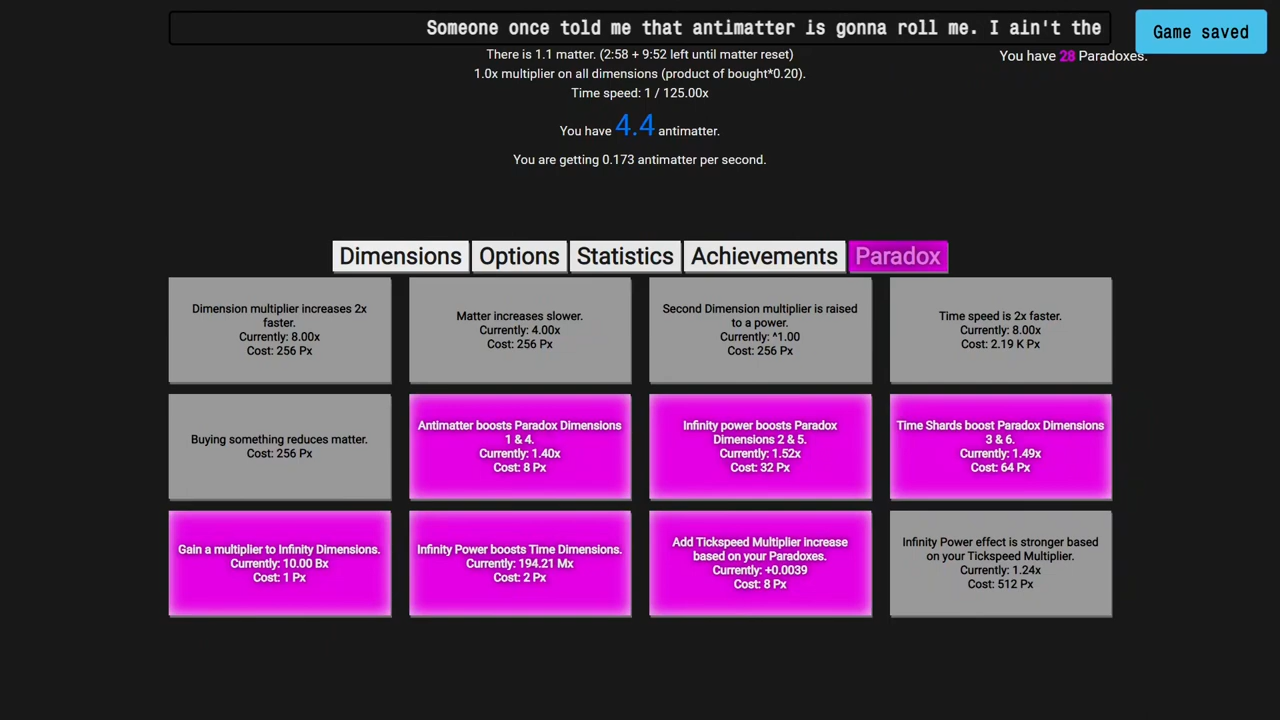 Someone once told me that antimatter is gonna roll me. I ain't the
Game saved
There is 1.1 matter. (2:58 + 9:52 left until matter reset)
You have 28 Paradoxes.
1.0x multiplier on all dimensions (product of bought*0.20).
Time speed: 1 / 125.00x
You have 4.4 antimatter.
You are getting 0.173 antimatter per second.
Dimensions
Options
Statistics
Achievements
Paradox
Dimension multiplier increases 2x
faster.
Currently: 8.00x
Cost: 256 Px
Matter increases slower.
Currently: 4.00x
Cost: 256 Px
Second Dimension multiplier is raised
to a power.
Currently: ^1.00
Cost: 256 Px
Time speed is 2x faster.
Currently: 8.00x
Cost: 2.19 K Px
Buying something reduces matter.
Cost: 256 Px
Antimatter boosts Paradox Dimensions
1 & 4.
Currently: 1.40x
Cost: 8 Px
Infinity power boosts Paradox
Dimensions 2 & 5.
Currently: 1.52x
Cost: 32 Px
Time Shards boost Paradox Dimensions
3 & 6.
Currently: 1.49x
Cost: 64 Px
Gain a multiplier to Infinity Dimensions.
Currently: 10.00 Bx
Cost: 1 Px
Infinity Power boosts Time Dimensions.
Currently: 194.21 Mx
Cost: 2 Px
Add Tickspeed Multiplier increase
based on your Paradoxes.
Currently: +0.0039
Cost: 8 Px
Infinity Power effect is stronger based
on your Tickspeed Multiplier.
Currently: 1.24x
Cost: 512 Px